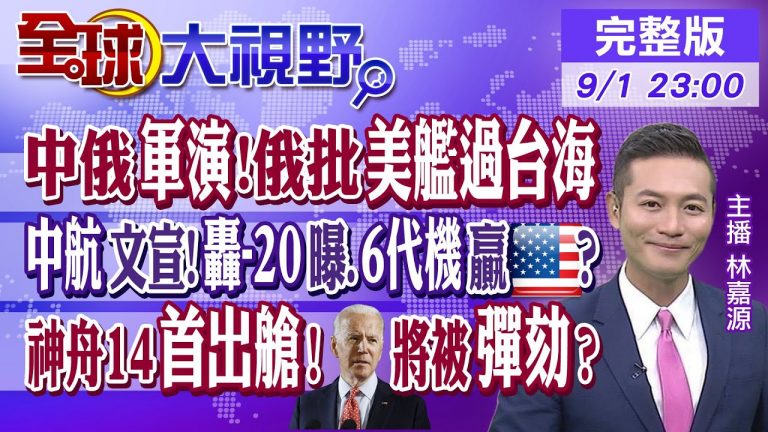 全球大視野
完整版
9/1 23:00
中俄軍演!俄批美艦過台海
中航文宣!轟-20曝.6代機贏?
神舟14首出艙! 將被彈劾?
主播 林嘉源